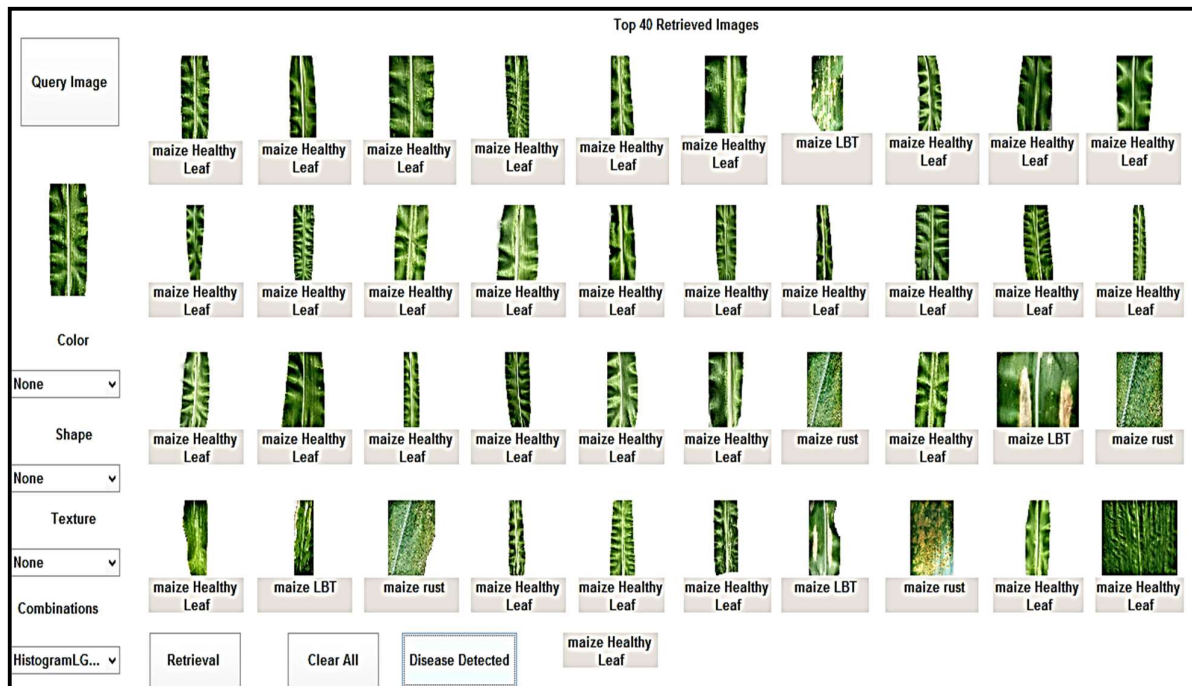 Top 40 Retrieved Images
Query Image
maize Healthy Leaf
maize Healthy Leaf
maize Healthy Leaf
maize Healthy Leaf
maize Healthy Leaf
maize Healthy Leaf
maize LBT
maize Healthy Leaf
maize Healthy Leaf
maize Healthy Leaf
maize Healthy Leaf
maize Healthy Leaf
maize Healthy Leaf
maize Healthy Leaf
maize Healthy Leaf
maize Healthy Leaf
maize Healthy Leaf
maize Healthy Leaf
maize Healthy Leaf
maize Healthy Leaf
Color
None
maize Healthy Leaf
maize Healthy Leaf
maize Healthy Leaf
maize Healthy Leaf
maize Healthy Leaf
maize Healthy Leaf
maize rust
maize Healthy Leaf
maize LBT
maize rust
Shape
None
Texture
None
maize Healthy Leaf
maize LBT
maize rust
maize Healthy Leaf
maize Healthy Leaf
maize Healthy Leaf
maize LBT
maize rust
maize Healthy Leaf
maize Healthy Leaf
Combinations
HistogramLG...
Retrieval
Clear All
Disease Detected
maize Healthy Leaf